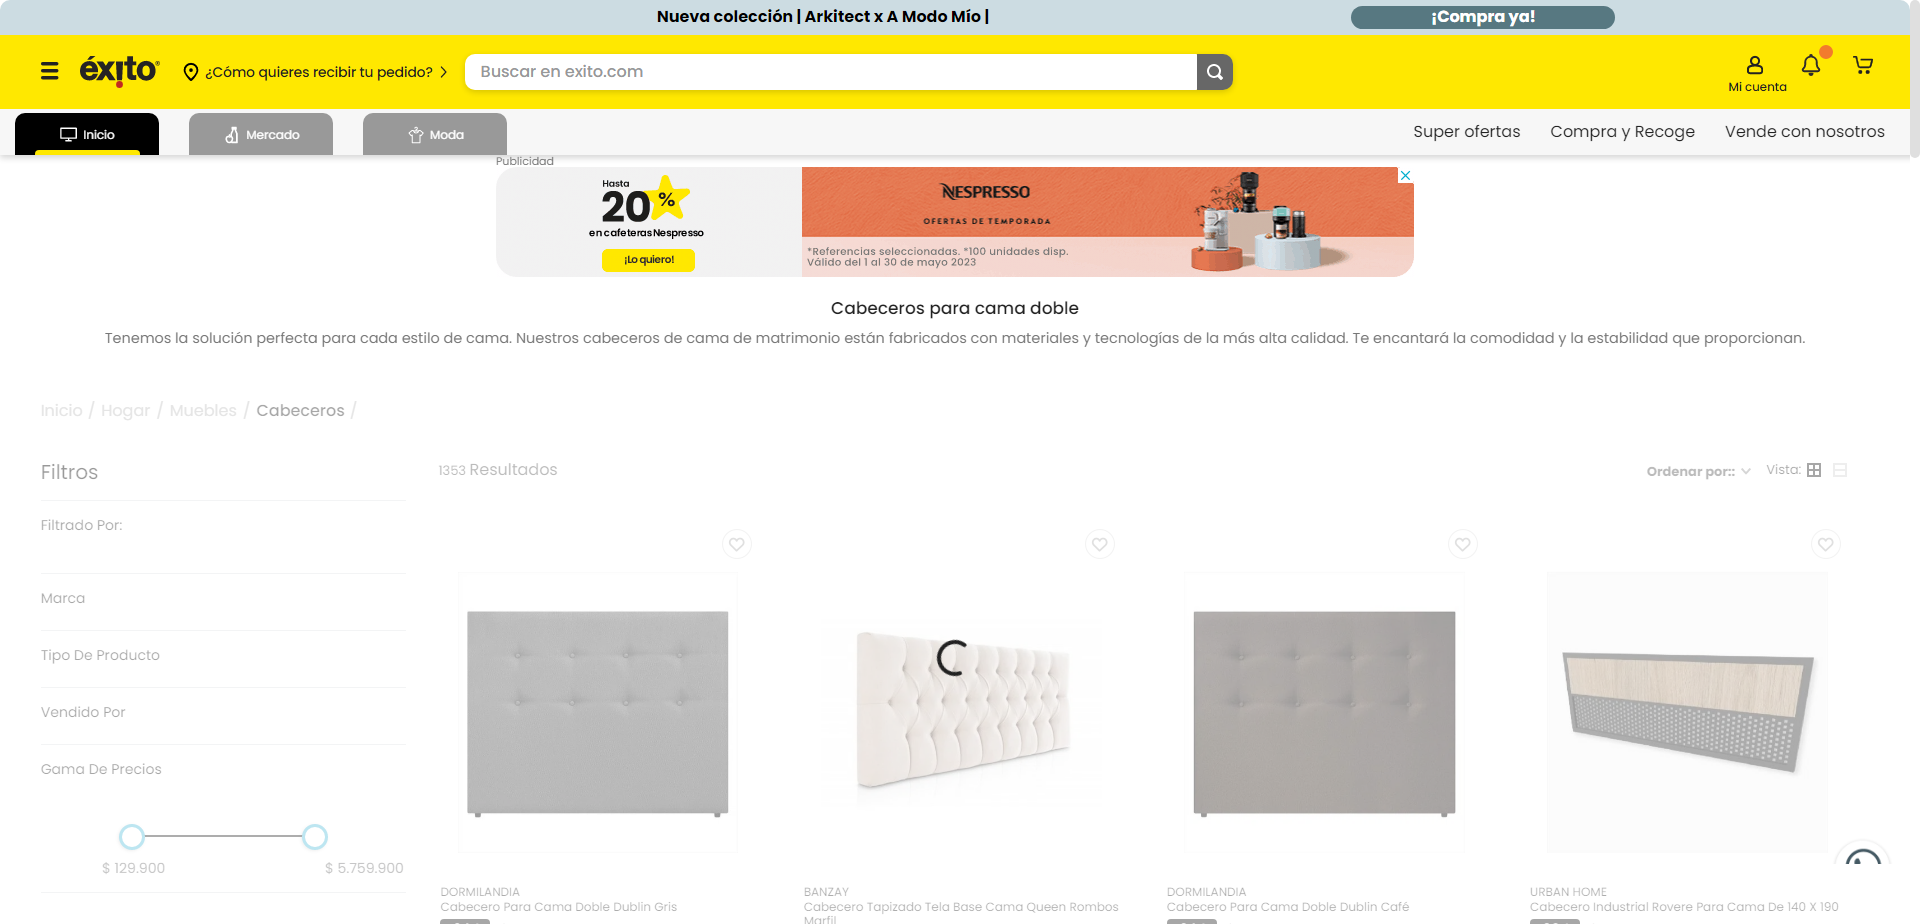 Nueva colección | Arkitect x A Modo Mío |
¡Compra ya!
éxito
¿Cómo quieres recibir tu pedido?
Buscar en exito.com
Mi cuenta
Inicio
Mercado
Moda
Super ofertas
Compra y Recoge
Vende con nosotros
Publicidad
Hasta
20 %
en cafeteras Nespresso
¡Lo quiero!
NESPRESSO
OFERTAS DE TEMPORADA
*Referencias seleccionadas. *100 unidades disp.
Válido del 1 al 30 de mayo 2023
Cabeceros para cama doble
Tenemos la solución perfecta para cada estilo de cama. Nuestros cabeceros de cama de matrimonio están fabricados con materiales y tecnologías de la más alta calidad. Te encantará la comodidad y la estabilidad que proporcionan.
Inicio / Hogar / Muebles / Cabeceros /
Filtros
1353 Resultados
Ordenar por::
Vista:
Filtrado Por:
Marca
Tipo De Producto
Vendido Por
Gama De Precios
$ 129.900
$ 5.759.900
DORMILANDIA
Cabecero Para Cama Doble Dublin Gris
BANZAY
Cabecero Tapizado Tela Base Cama Queen Rombos
Marfil
DORMILANDIA
Cabecero Para Cama Doble Dublin Café
URBAN HOME
Cabecero Industrial Rovere Para Cama De 140 X 190